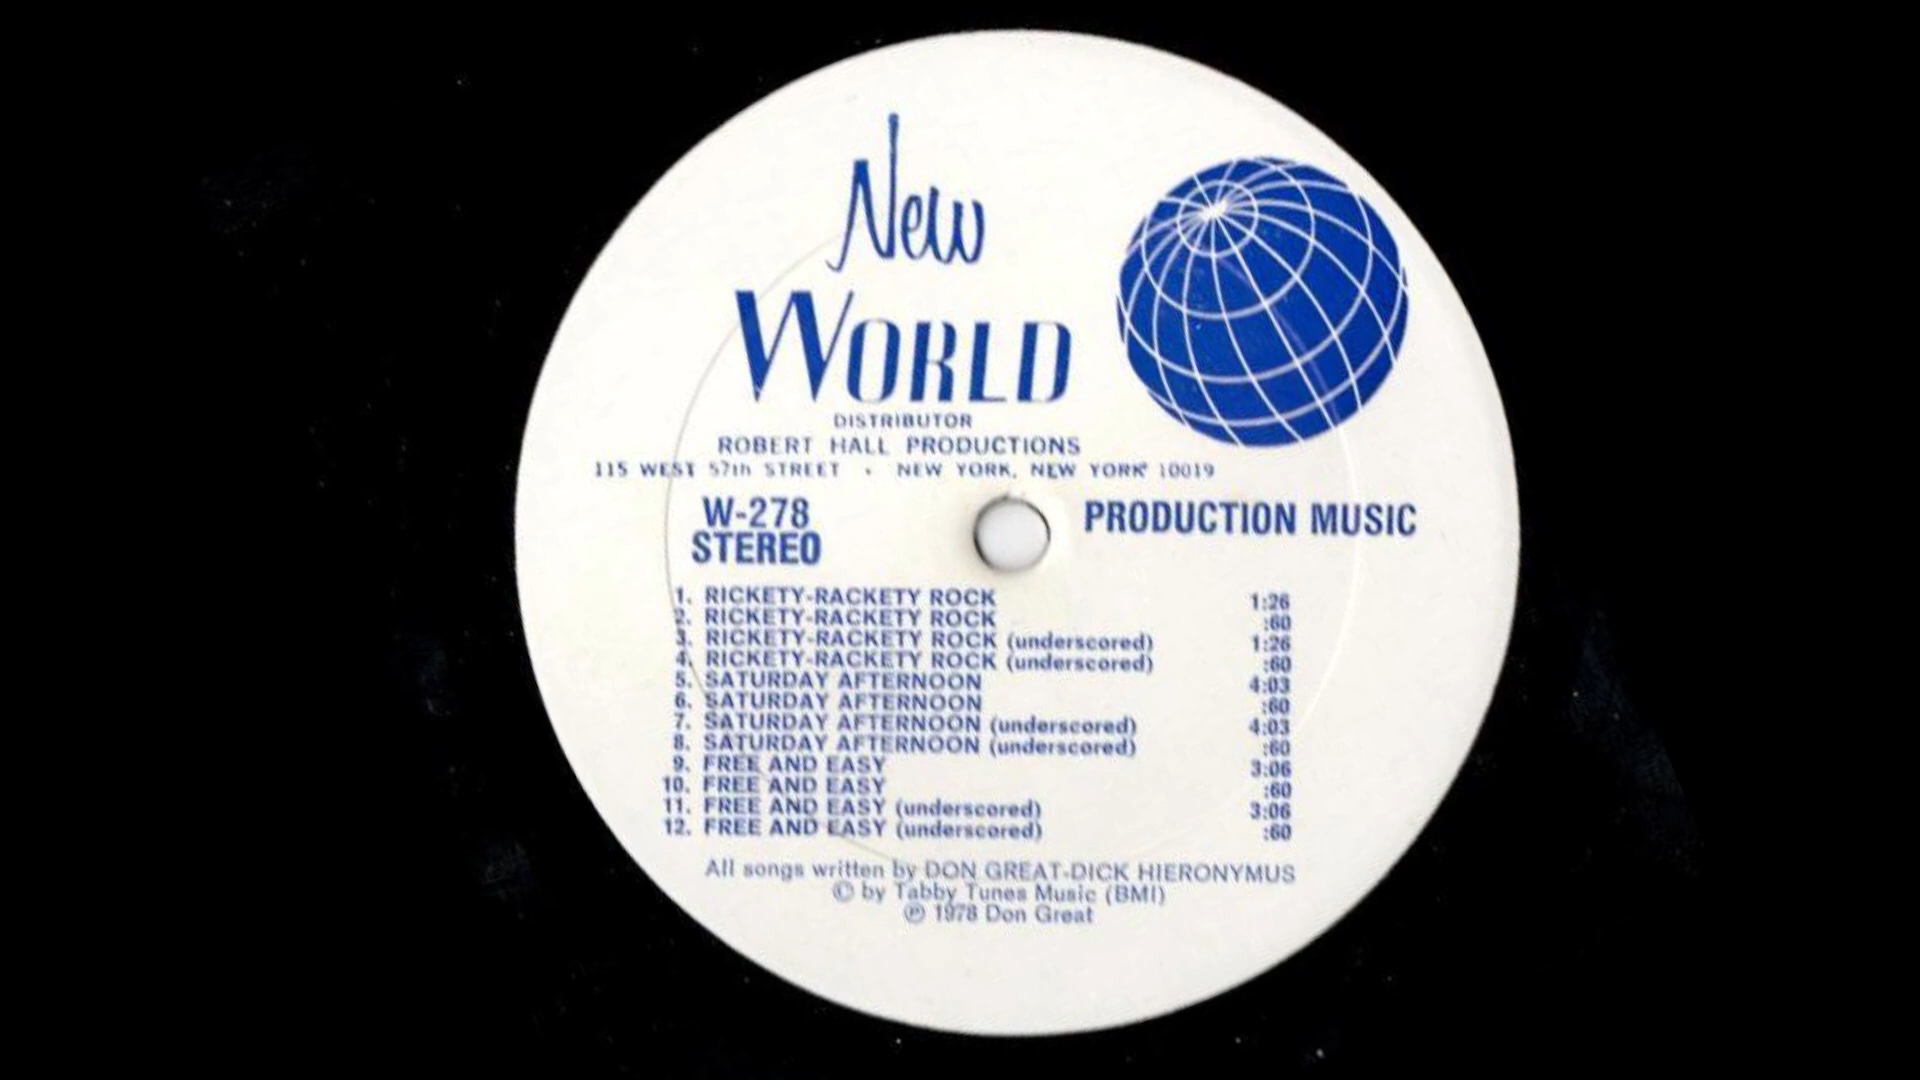 New
WORLD
DISTRIBUTOR
ROBERT HALL PRODUCTIONS
115 WEST 57th STREET • NEW YORK, NEW YORK 10019
W-278
STEREO
PRODUCTION MUSIC
1. RICKETY-RACKETY ROCK 1:26
2. RICKETY-RACKETY ROCK :60
3. RICKETY-RACKETY ROCK (underscored) 1:26
4. RICKETY-RACKETY ROCK (underscored) :60
5. SATURDAY AFTERNOON 4:03
6. SATURDAY AFTERNOON :60
7. SATURDAY AFTERNOON (underscored) 4:03
8. SATURDAY AFTERNOON (underscored) :60
9. FREE AND EASY 3:06
10. FREE AND EASY :60
11. FREE AND EASY (underscored) 3:06
12. FREE AND EASY (underscored) :60
All songs written by DON GREAT-DICK HIERONYMUS
© by Tabby Tunes Music (BMI)
℗ 1978 Don Great